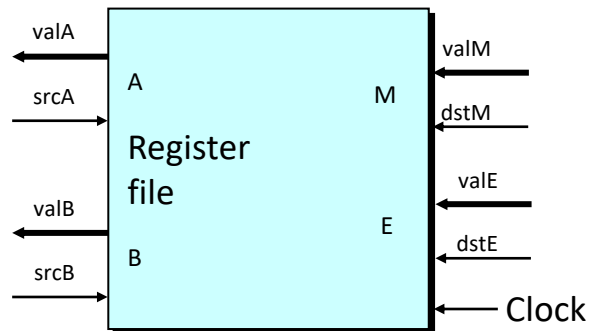 valA
srcA
valB
srcB
A
Register
file
B
M
E
valM
dstM
valE
dstE
Clock